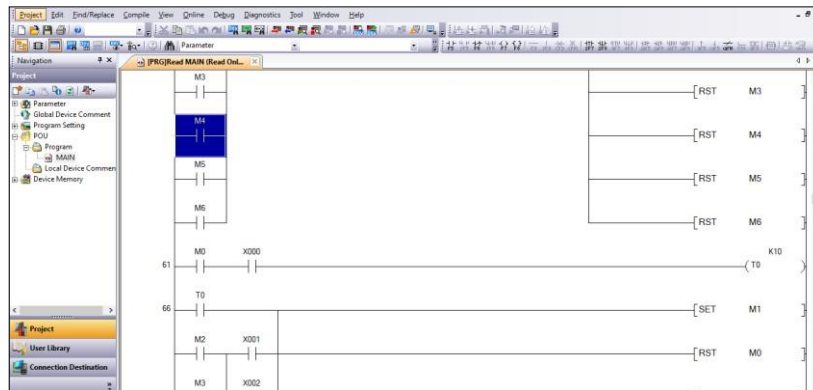 Project Edit Find/Replace Compile View Online Debug Diagnostics Tool Window Help
Parameter
Navigation
[PRG]Read MAIN (Read Onl...
Project
Parameter
Global Device Comment
Program Setting
POU
Program
MAIN
Local Device Commen
Device Memory
Project
User Library
Connection Destination
M3
[RST M3 ]
M4
[RST M4 ]
M5
[RST M5 ]
M6
[RST M6 ]
M0 X000 K10
61 (T0 )
T0
66 [SET M1 ]
M2 X001
[RST M0 ]
M3 X002